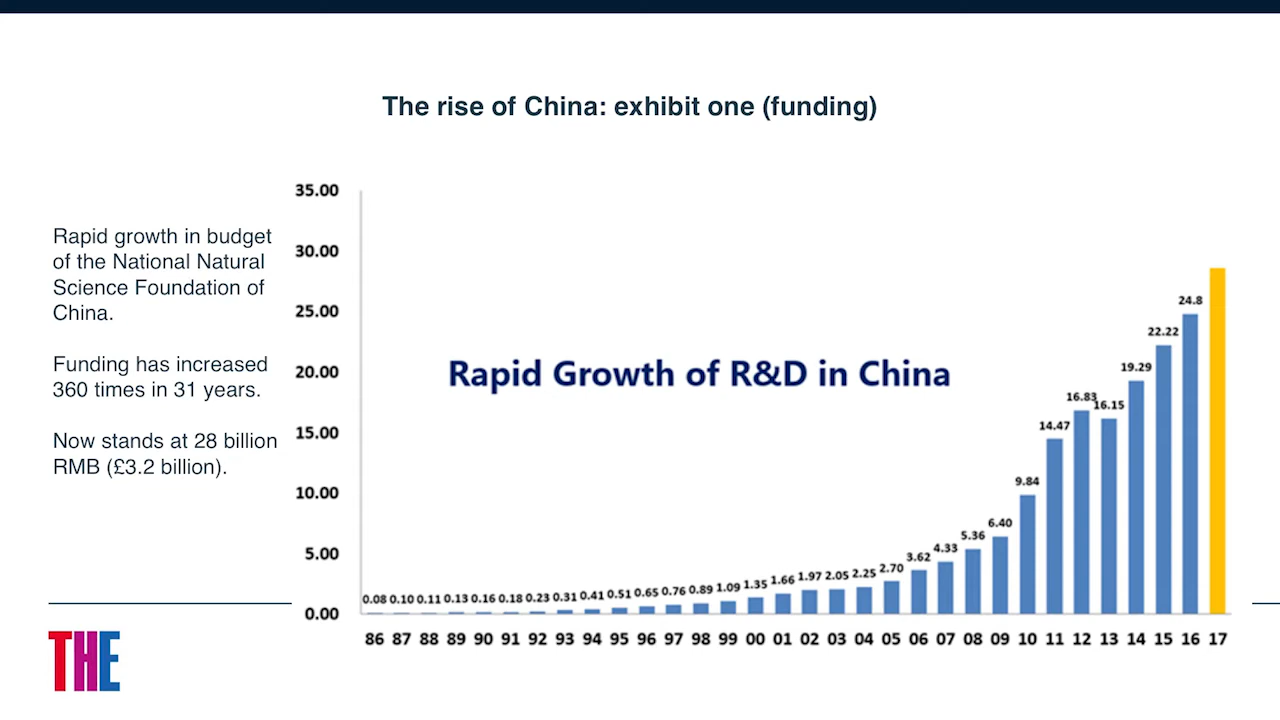 The rise of China: exhibit one (funding)
Rapid growth in budget
of the National Natural
Science Foundation of
China.
Funding has increased
360 times in 31 years.
Now stands at 28 billion
RMB (£3.2 billion).
35.00
30.00
25.00
20.00
15.00
10.00
5.00
0.00
Rapid Growth of R&D in China
0.08 0.10 0.11 0.13 0.16 0.18 0.23 0.31 0.41 0.51 0.65 0.76 0.89 1.09 1.35 1.66 1.97 2.05 2.25 2.70 3.62 4.33 5.36 6.40 9.84 14.47 16.83 16.15 19.29 22.22 24.8
86 87 88 89 90 91 92 93 94 95 96 97 98 99 00 01 02 03 04 05 06 07 08 09 10 11 12 13 14 15 16 17
THE